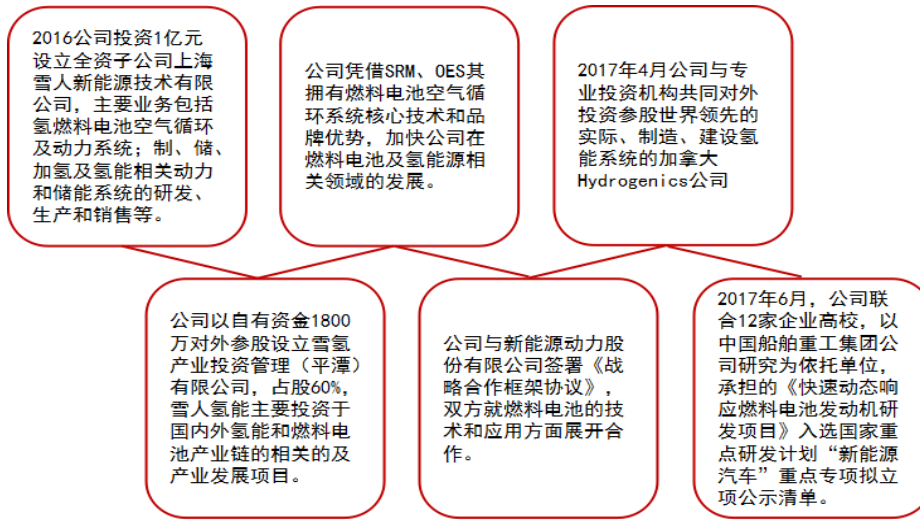 2016公司投资1亿元
设立全资子公司上海
雪人新能源技术有限
公司，主要业务包括
氢燃料电池空气循环
及动力系统；制、储、
加氢及氢能相关动力
和储能系统的研发、
生产和销售等。
公司以自有资金1800
万对外参股设立雪氢
产业投资管理（平潭）
有限公司，占股60%，
雪人氢能主要投资于
国内外氢能和燃料电
池产业链的相关的及
产业发展项目。
公司凭借SRM、OES其
拥有燃料电池空气循
环系统核心技术和品
牌优势，加快公司在
燃料电池及氢能源相
关领域的发展。
公司与新能源动力股
份有限公司签署《战
略合作框架协议》，
双方就燃料电池的技
术和应用方面展开合
作。
2017年4月公司与专
业投资机构共同对外
投资参股世界领先的
实际、制造、建设氢
能系统的加拿大
Hydrogenics公司
2017年6月，公司联
合12家企业高校，以
中国船舶重工集团公
司研究为依托单位，
承担的《快速动态响
应燃料电池发动机研
发项目》入选国家重
点研发计划“新能源
汽车”重点专项拟立
项公示清单。